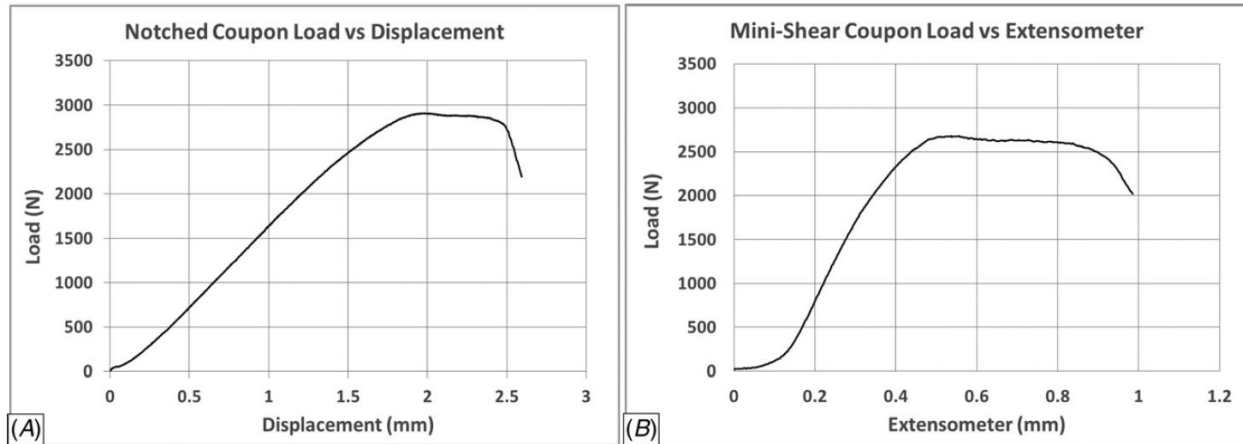 Notched Coupon Load vs Displacement
3500
3000
2500
2000
1500
1000
500
0
Load (N)
0 0.5 1 1.5 2 2.5 3
Displacement (mm)
(A)
Mini-Shear Coupon Load vs Extensometer
3500
3000
2500
2000
1500
1000
500
0
Load (N)
0 0.2 0.4 0.6 0.8 1 1.2
Extensometer (mm)
(B)